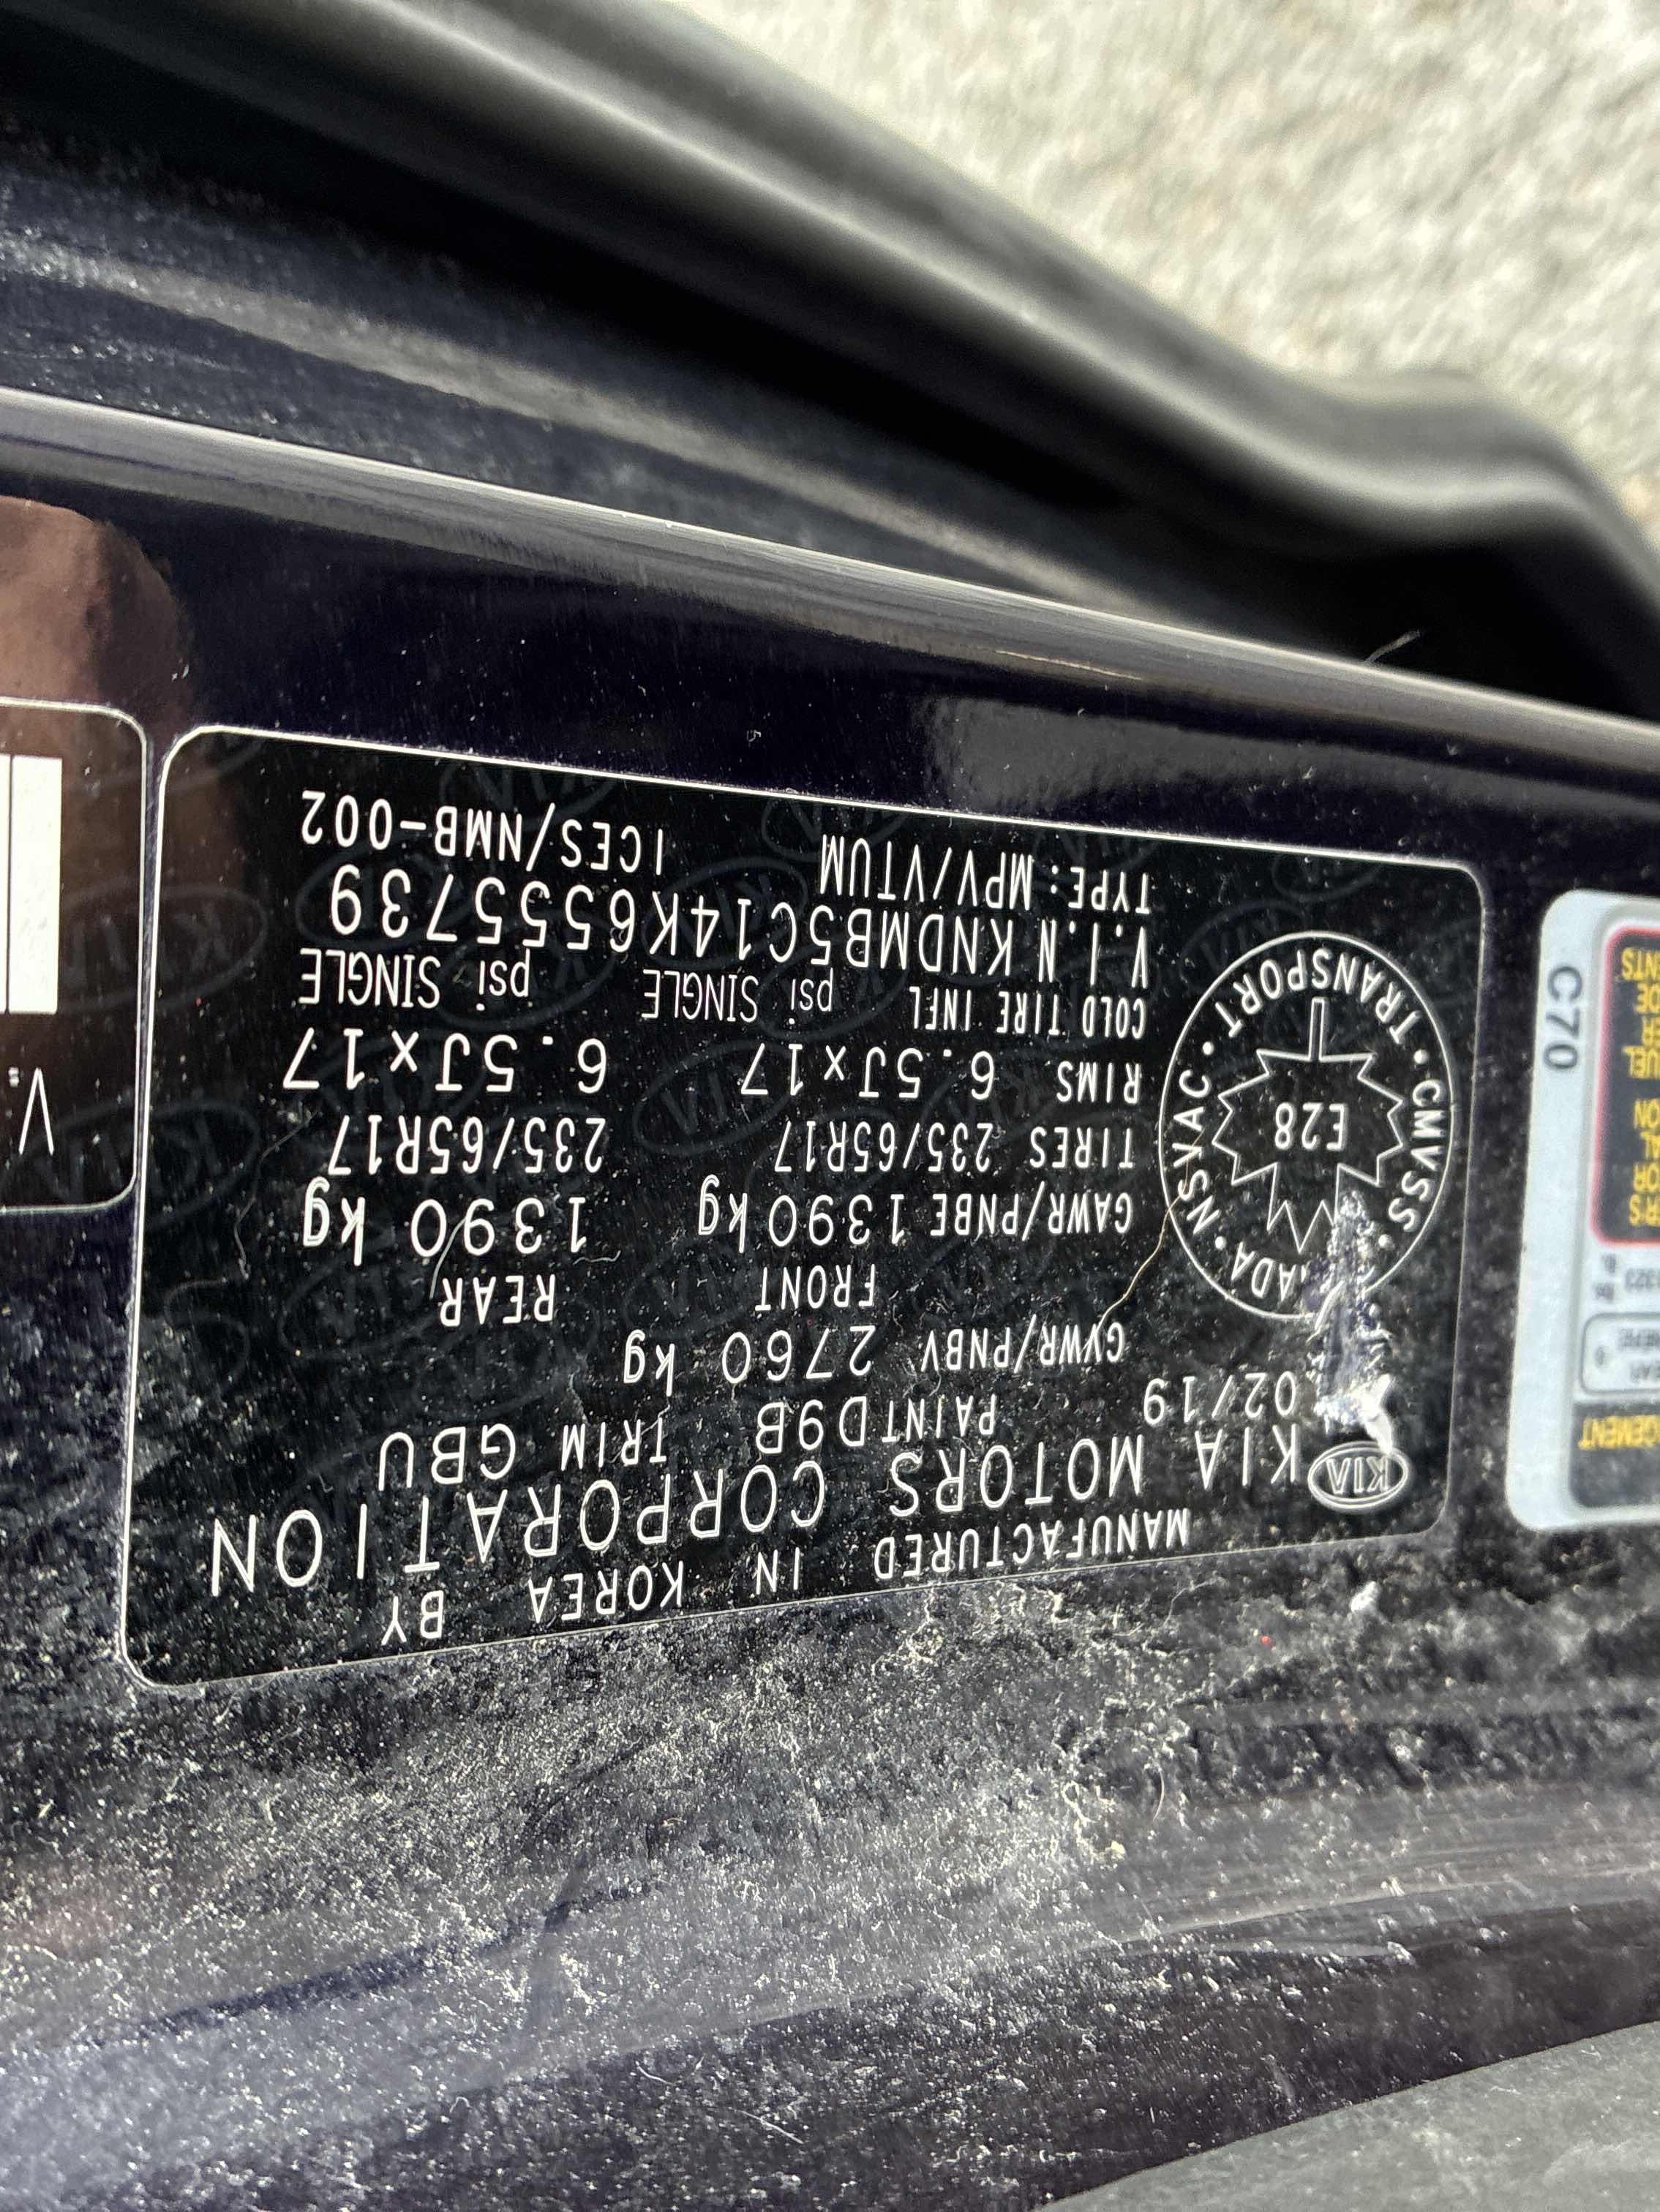 MANUFACTURED IN KOREA BY
KIA KIA MOTORS CORPORATION
02/19 PAINT D9B TRIM GBU
GVWR/PNBV 2760 kg
FRONT REAR
GAWR/PNBE 1390 kg 1390 kg
TIRES 235/65R17 235/65R17
RIMS 6.5J×17 6.5J×17
COLD TIRE INFL psi SINGLE psi SINGLE
V.I.N KNDMB5C14K6555739
TYPE: MPV/VTUM ICES/NMB-002
TRANSPORT • CMVSS • ADA • NSVAC •
E28
C70
V.